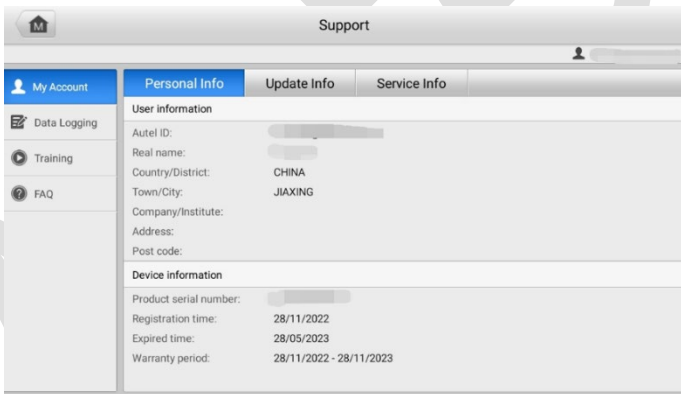 M
Support
My Account
Data Logging
Training
FAQ
Personal Info Update Info Service Info
User information
Autel ID:
Real name:
Country/District: CHINA
Town/City: JIAXING
Company/Institute:
Address:
Post code:
Device information
Product serial number:
Registration time: 28/11/2022
Expired time: 28/05/2023
Warranty period: 28/11/2022 - 28/11/2023